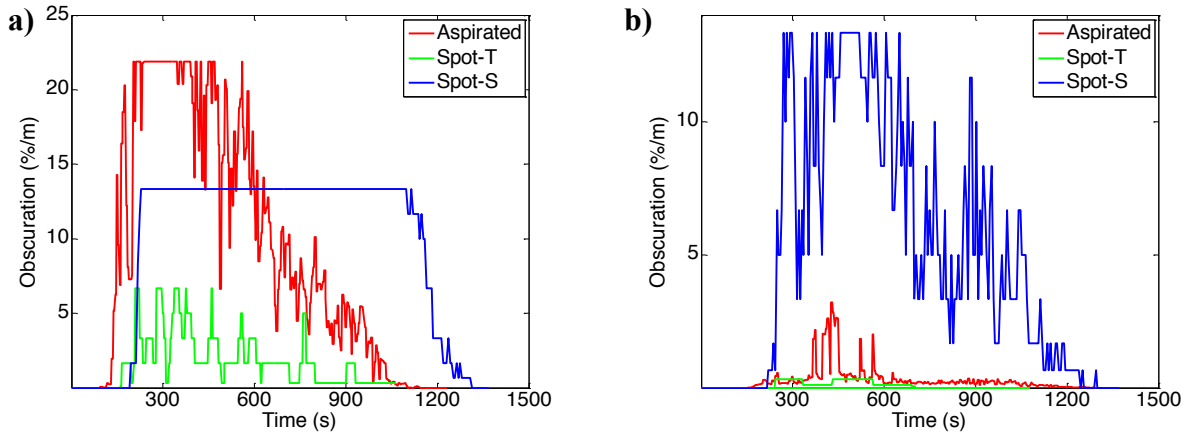 a)
25
20
15
10
5
Obscuration (%/m)
300 600 900 1200 1500
Time (s)
Aspirated
Spot-T
Spot-S
b)
10
5
Obscuration (%/m)
300 600 900 1200 1500
Time (s)
Aspirated
Spot-T
Spot-S